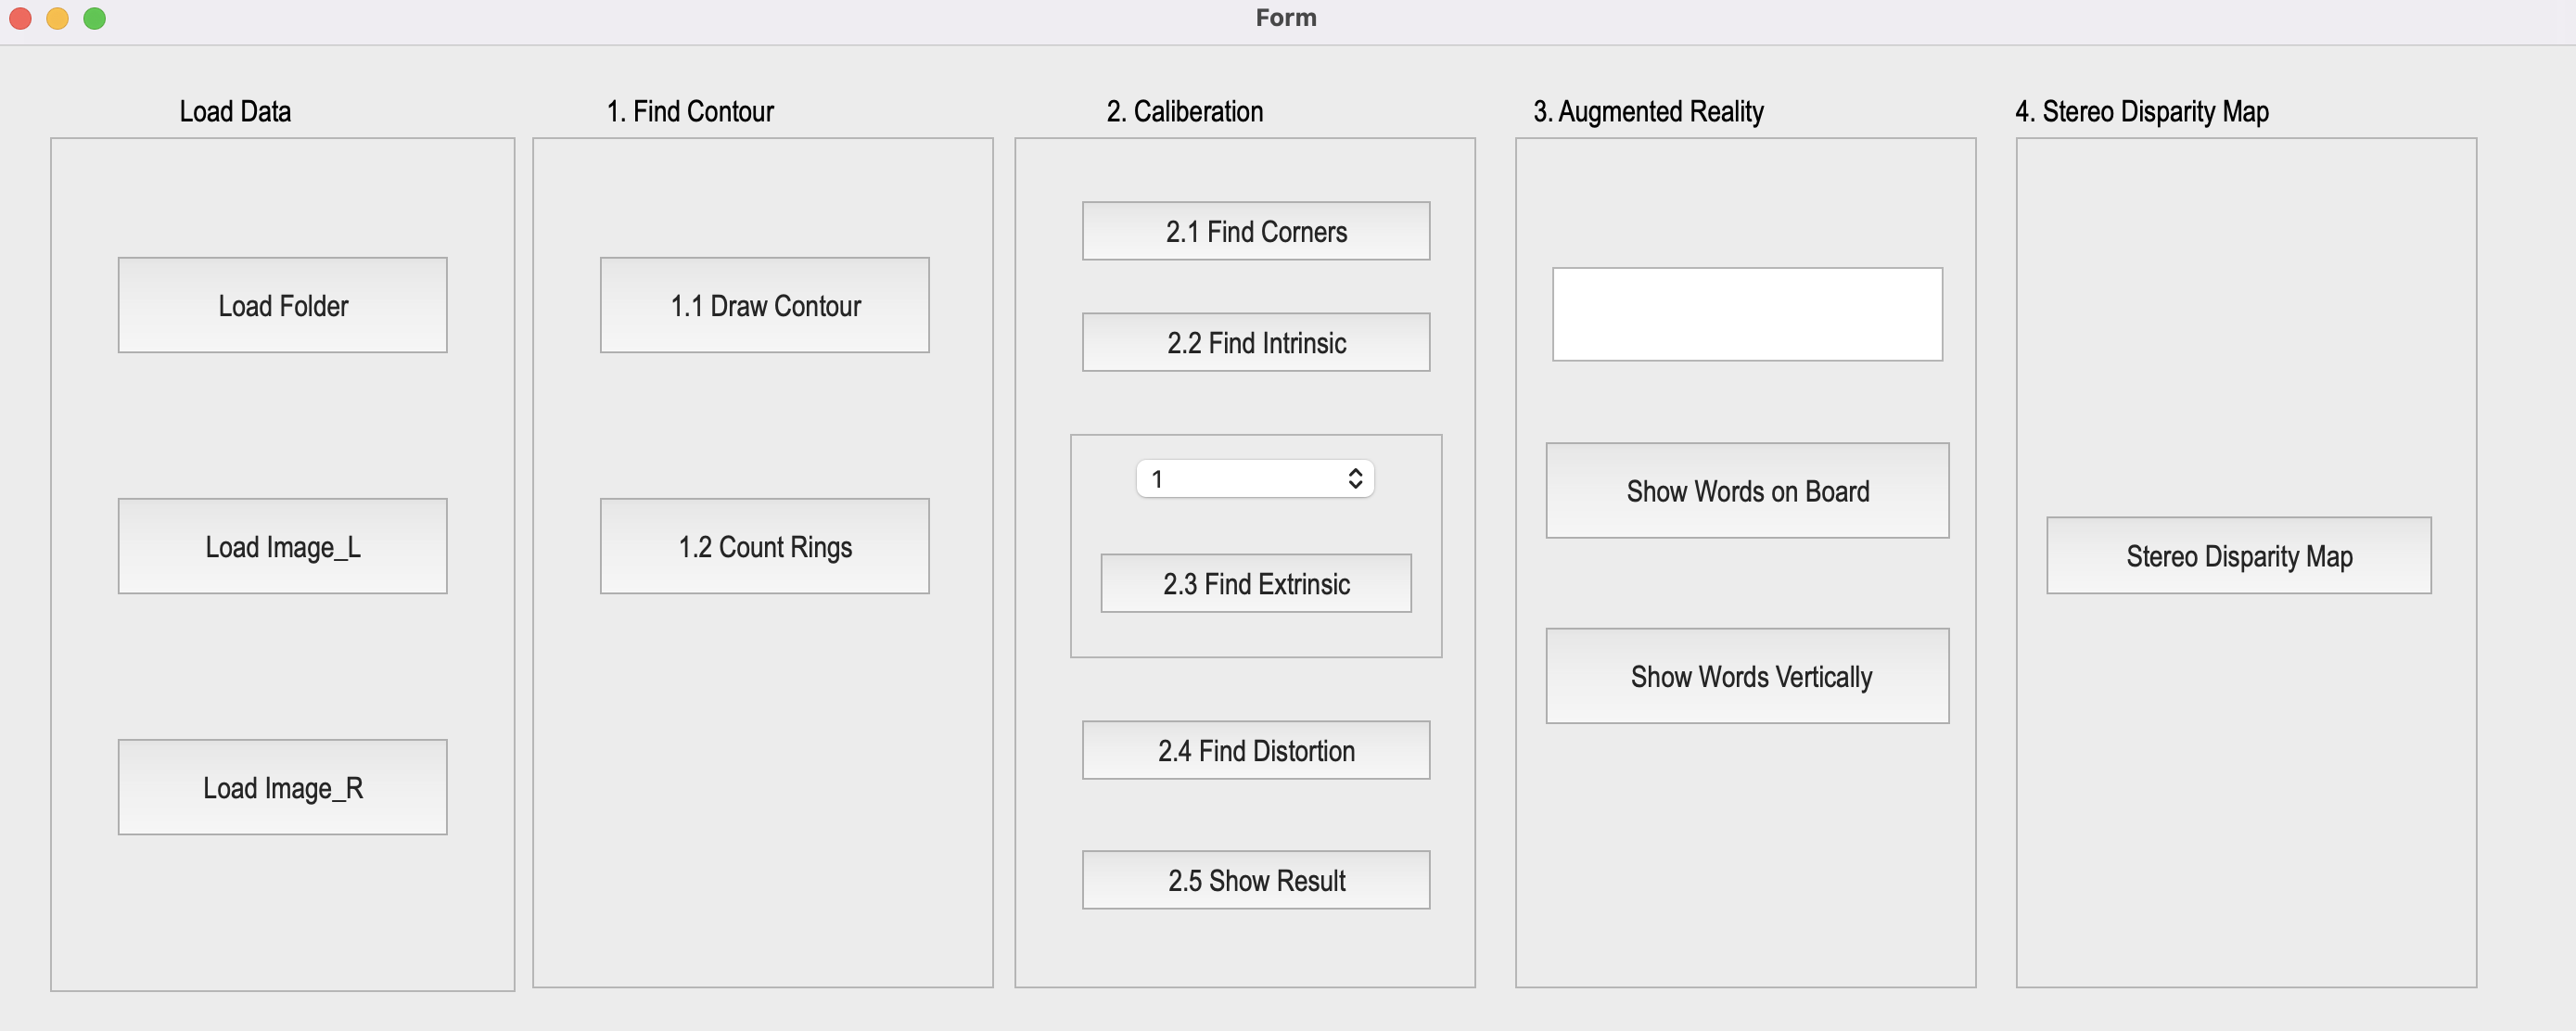 Form
Load Data
Load Folder
Load Image_L
Load Image_R
1. Find Contour
1.1 Draw Contour
1.2 Count Rings
2. Caliberation
2.1 Find Corners
2.2 Find Intrinsic
1
2.3 Find Extrinsic
2.4 Find Distortion
2.5 Show Result
3. Augmented Reality
Show Words on Board
Show Words Vertically
4. Stereo Disparity Map
Stereo Disparity Map